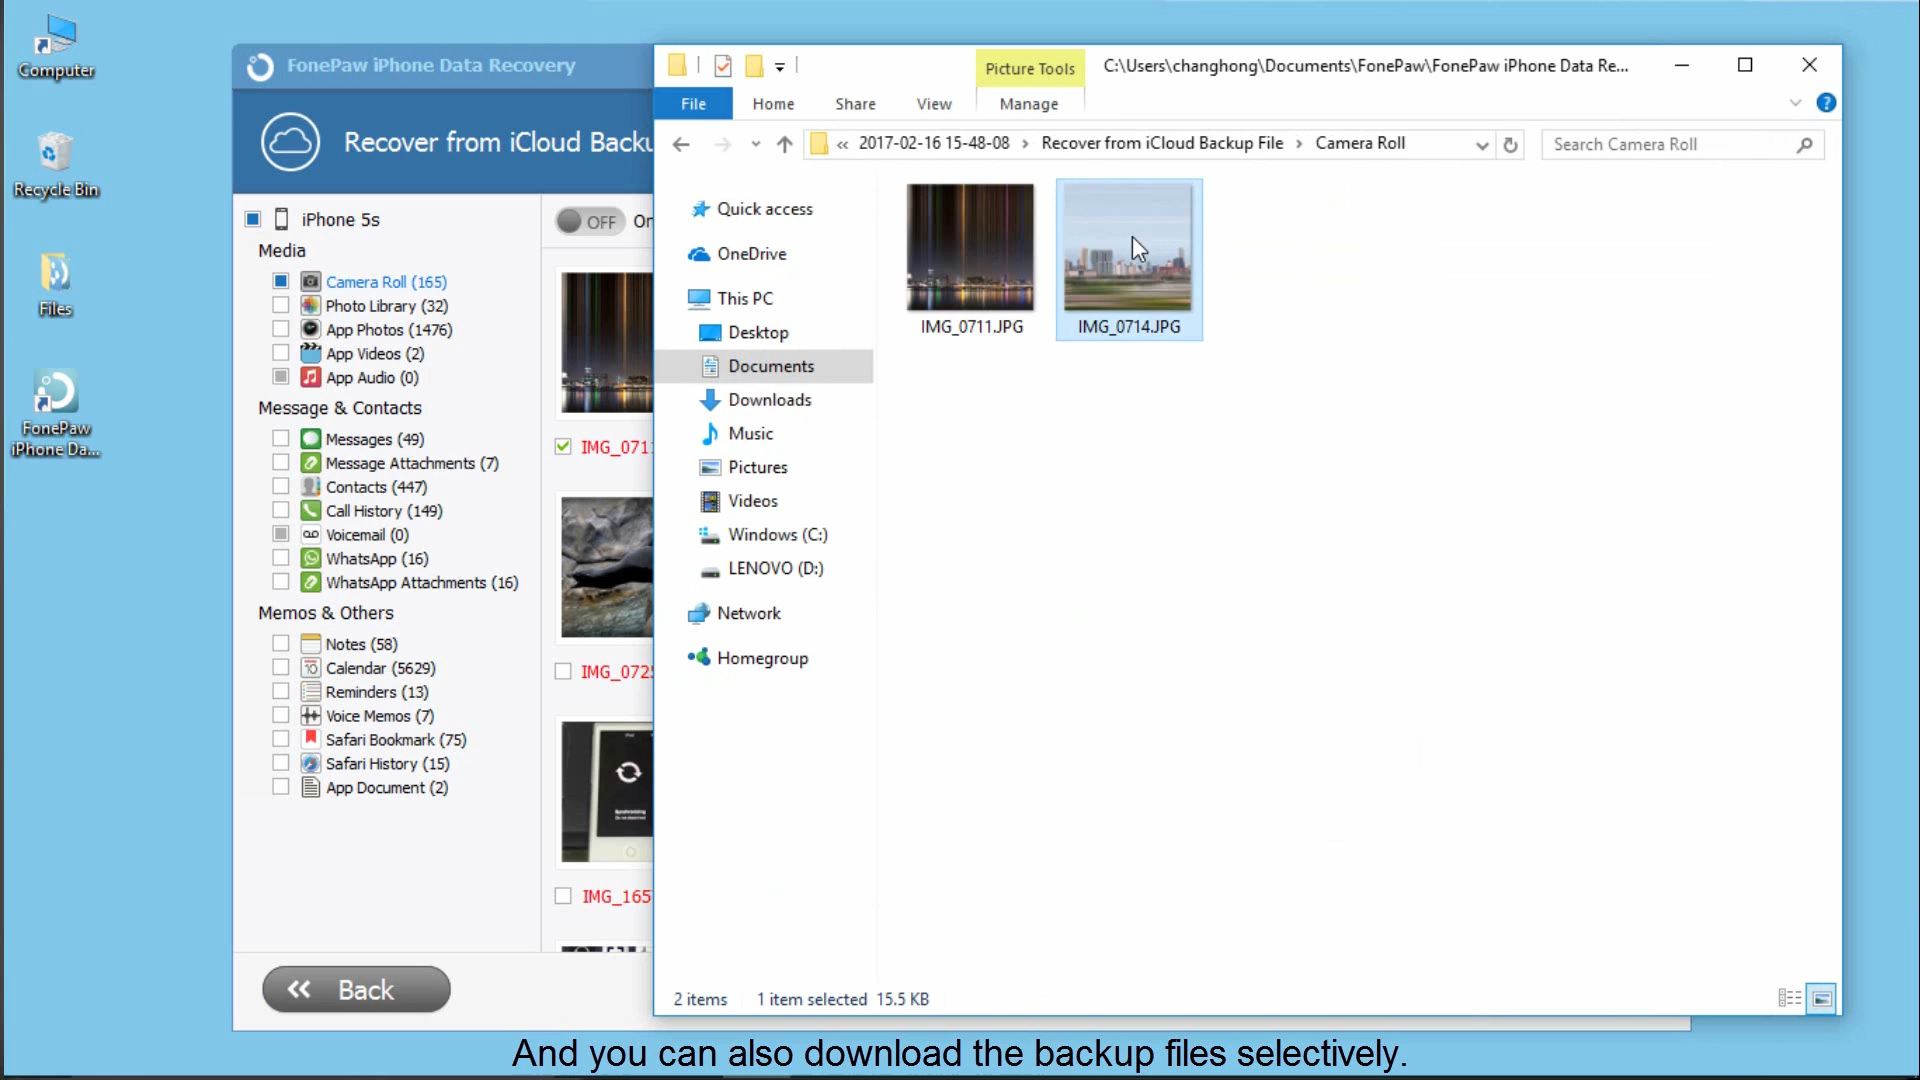 Computer
Recycle Bin
Files
FonePaw
iPhone Da...
FonePaw iPhone Data Recovery
Recover from iCloud Backu
iPhone 5s
Media
Camera Roll (165)
Photo Library (32)
App Photos (1476)
App Videos (2)
App Audio (0)
Message & Contacts
Messages (49)
Message Attachments (7)
Contacts (447)
Call History (149)
Voicemail (0)
WhatsApp (16)
WhatsApp Attachments (16)
Memos & Others
Notes (58)
Calendar (5629)
Reminders (13)
Voice Memos (7)
Safari Bookmark (75)
Safari History (15)
App Document (2)
OFF
IMG_0711
IMG_072
IMG_165
Back
Picture Tools
C:\Users\changhong\Documents\FonePaw\FonePaw iPhone Data Re...
File Home Share View Manage
« 2017-02-16 15-48-08 › Recover from iCloud Backup File › Camera Roll
Search Camera Roll
Quick access
OneDrive
This PC
Desktop
Documents
Downloads
Music
Pictures
Videos
Windows (C:)
LENOVO (D:)
Network
Homegroup
IMG_0711.JPG
IMG_0714.JPG
2 items 1 item selected 15.5 KB
And you can also download the backup files selectively.